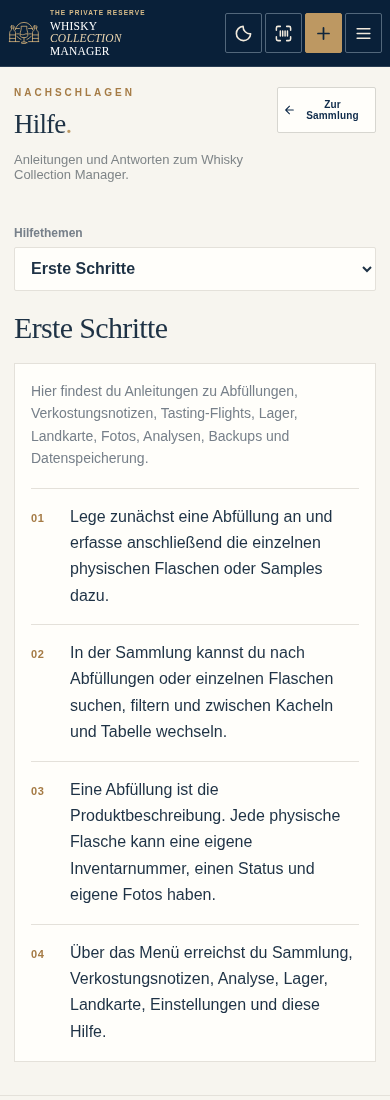 THE PRIVATE RESERVE
WHISKY
COLLECTION
MANAGER
NACHSCHLAGEN
Hilfe.
Zur
Sammlung
Anleitungen und Antworten zum Whisky
Collection Manager.
Hilfethemen
Erste Schritte
Erste Schritte
Hier findest du Anleitungen zu Abfüllungen,
Verkostungsnotizen, Tasting-Flights, Lager,
Landkarte, Fotos, Analysen, Backups und
Datenspeicherung.
01 Lege zunächst eine Abfüllung an und
erfasse anschließend die einzelnen
physischen Flaschen oder Samples
dazu.
02 In der Sammlung kannst du nach
Abfüllungen oder einzelnen Flaschen
suchen, filtern und zwischen Kacheln
und Tabelle wechseln.
03 Eine Abfüllung ist die
Produktbeschreibung. Jede physische
Flasche kann eine eigene
Inventarnummer, einen Status und
eigene Fotos haben.
04 Über das Menü erreichst du Sammlung,
Verkostungsnotizen, Analyse, Lager,
Landkarte, Einstellungen und diese
Hilfe.